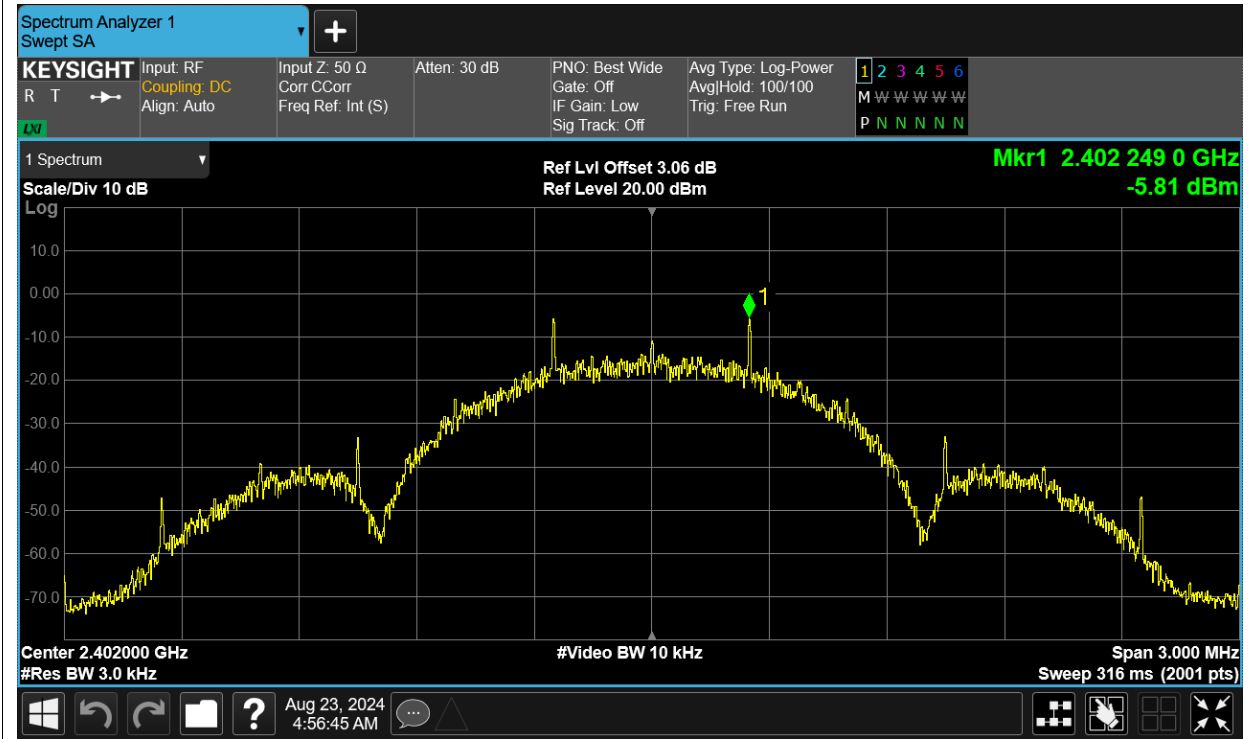 Spectrum Analyzer 1
Swept SA
KEYSIGHT
R T
LXI
Input: RF
Coupling: DC
Align: Auto
Input Z: 50 Ω
Corr CCorr
Freq Ref: Int (S)
Atten: 30 dB
PNO: Best Wide
Gate: Off
IF Gain: Low
Sig Track: Off
Avg Type: Log-Power
Avg|Hold: 100/100
Trig: Free Run
1 2 3 4 5 6
M W W W W W
P N N N N N
1 Spectrum
Scale/Div 10 dB
Ref Lvl Offset 3.06 dB
Ref Level 20.00 dBm
Mkr1 2.402 249 0 GHz
-5.81 dBm
Log
10.0
0.00
-10.0
-20.0
-30.0
-40.0
-50.0
-60.0
-70.0
1
Center 2.402000 GHz
#Res BW 3.0 kHz
#Video BW 10 kHz
Span 3.000 MHz
Sweep 316 ms (2001 pts)
?
Aug 23, 2024
4:56:45 AM